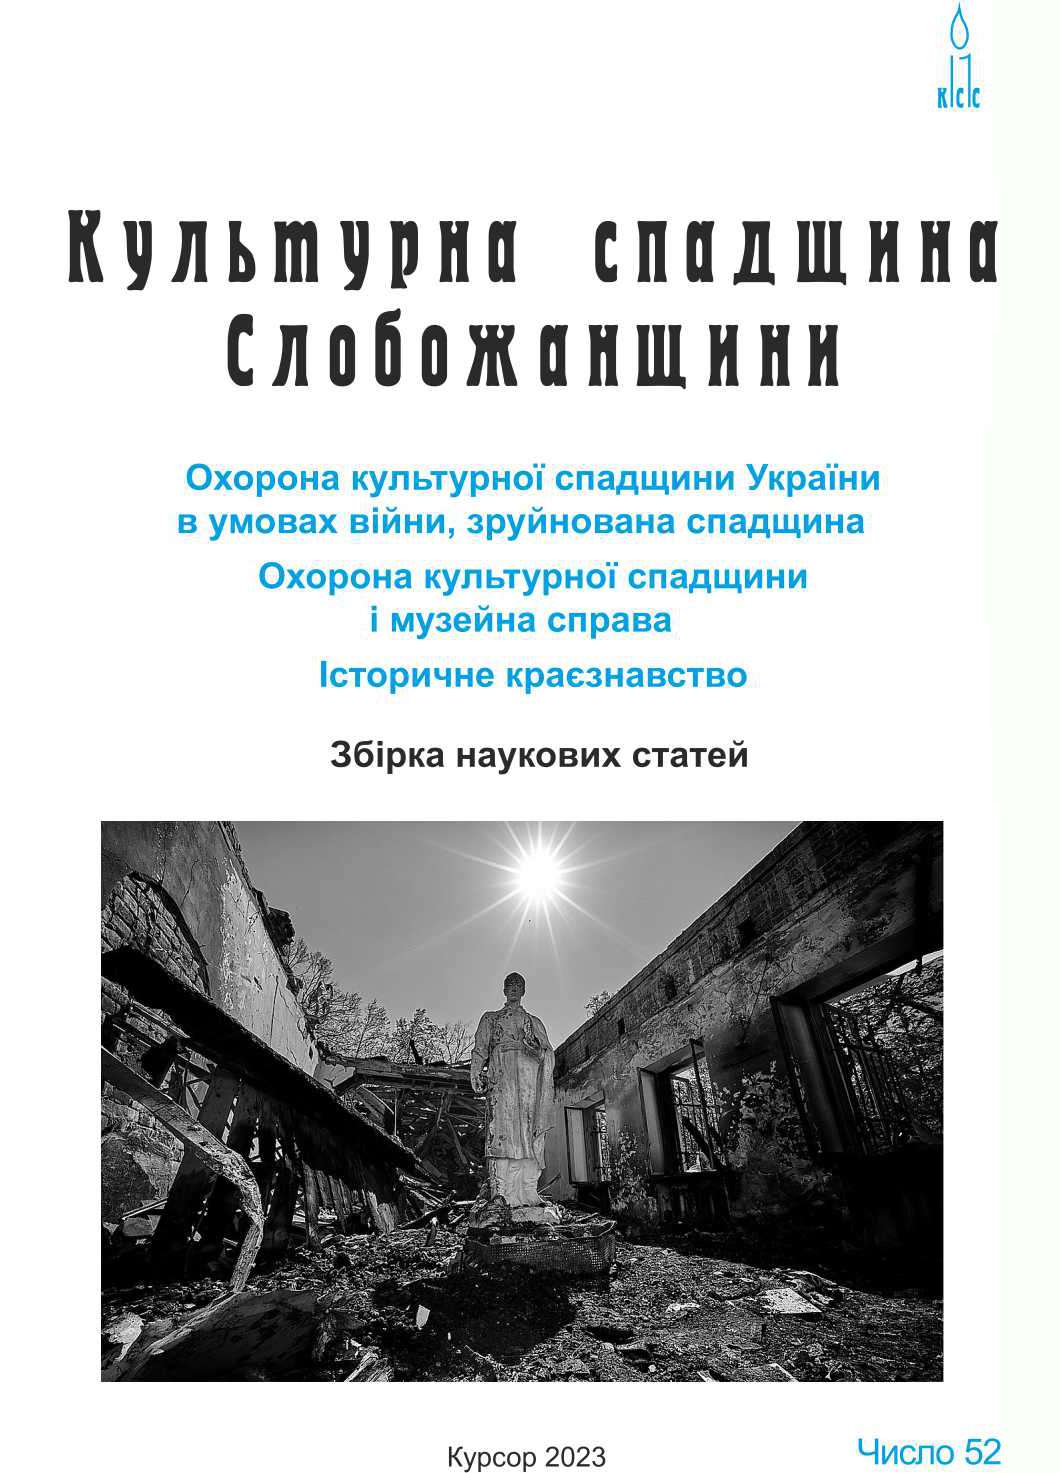 КСС
Культурна спадщина
Слобожанщини
Охорона культурної спадщини України
в умовах війни, зруйнована спадщина
Охорона культурної спадщини
і музейна справа
Історичне краєзнавство
Збірка наукових статей
Курсор 2023
Число 52